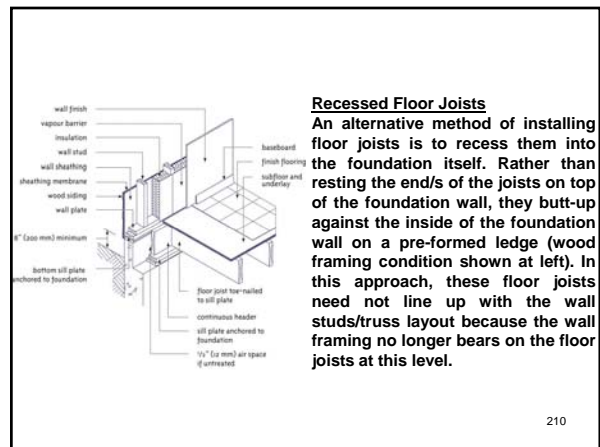 wall finish
vapour barrier
insulation
wall stud
wall sheathing
sheathing membrane
wood siding
wall plate
8" (200 mm) minimum
bottom sill plate
anchored to foundation
baseboard
finish flooring
subfloor and
underlay
floor joist toe-nailed
to sill plate
continuous header
sill plate anchored to
foundation
1/2" (12 mm) air space
if untreated
Recessed Floor Joists
An alternative method of installing
floor joists is to recess them into
the foundation itself. Rather than
resting the end/s of the joists on top
of the foundation wall, they butt-up
against the inside of the foundation
wall on a pre-formed ledge (wood
framing condition shown at left). In
this approach, these floor joists
need not line up with the wall
studs/truss layout because the wall
framing no longer bears on the floor
joists at this level.
210